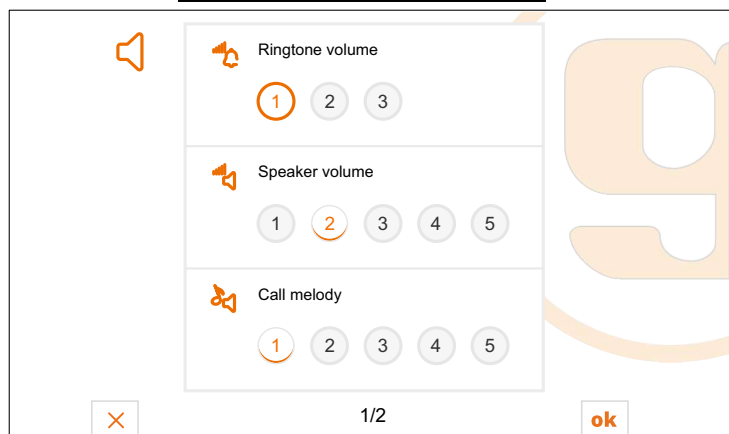 Ringtone volume
1 2 3
Speaker volume
1 2 3 4 5
Call melody
1 2 3 4 5
1/2
ok
g